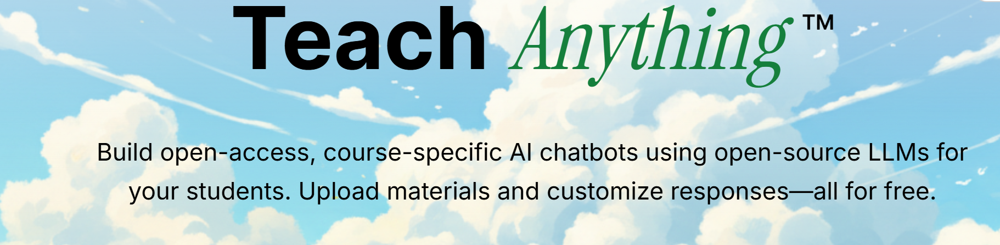 Teach Anything™
Build open-access, course-specific AI chatbots using open-source LLMs for
your students. Upload materials and customize responses—all for free.